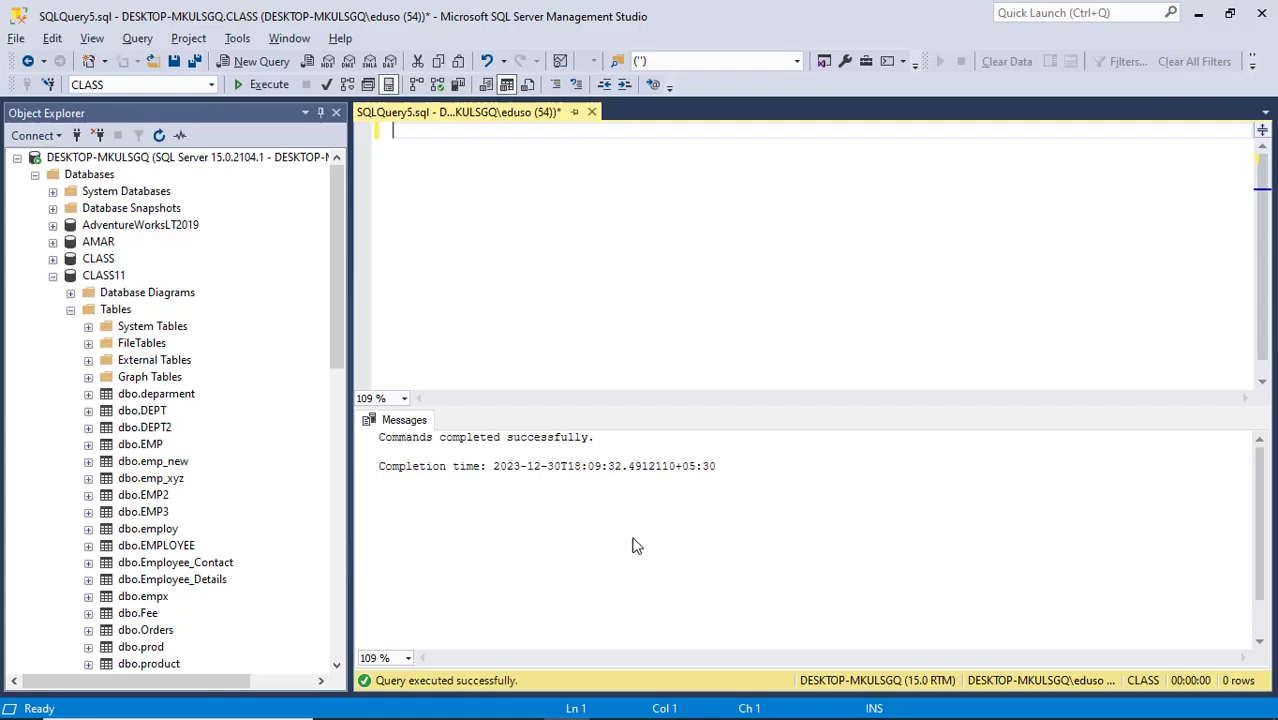 SQLQuery5.sql - DESKTOP-MKULSGQ.CLASS (DESKTOP-MKULSGQ\eduso (54))* - Microsoft SQL Server Management Studio
Quick Launch (Ctrl+Q)
File Edit View Query Project Tools Window Help
New Query
MDX DMX XMLA DAX
('')
Clear Data
Filters...
Clear All Filters
CLASS
Execute
Object Explorer
SQLQuery5.sql - D...KULSGQ\eduso (54))*
Connect
DESKTOP-MKULSGQ (SQL Server 15.0.2104.1 - DESKTOP-M
Databases
System Databases
Database Snapshots
AdventureWorksLT2019
AMAR
CLASS
CLASS11
Database Diagrams
Tables
System Tables
FileTables
External Tables
Graph Tables
dbo.deparment
dbo.DEPT
dbo.DEPT2
dbo.EMP
dbo.emp_new
dbo.emp_xyz
dbo.EMP2
dbo.EMP3
dbo.employ
dbo.EMPLOYEE
dbo.Employee_Contact
dbo.Employee_Details
dbo.empx
dbo.Fee
dbo.Orders
dbo.prod
dbo.product
109 %
Messages
Commands completed successfully.
Completion time: 2023-12-30T18:09:32.4912110+05:30
109 %
Query executed successfully.
DESKTOP-MKULSGQ (15.0 RTM)
DESKTOP-MKULSGQ\eduso ...
CLASS
00:00:00
0 rows
Ready
Ln 1
Col 1
Ch 1
INS